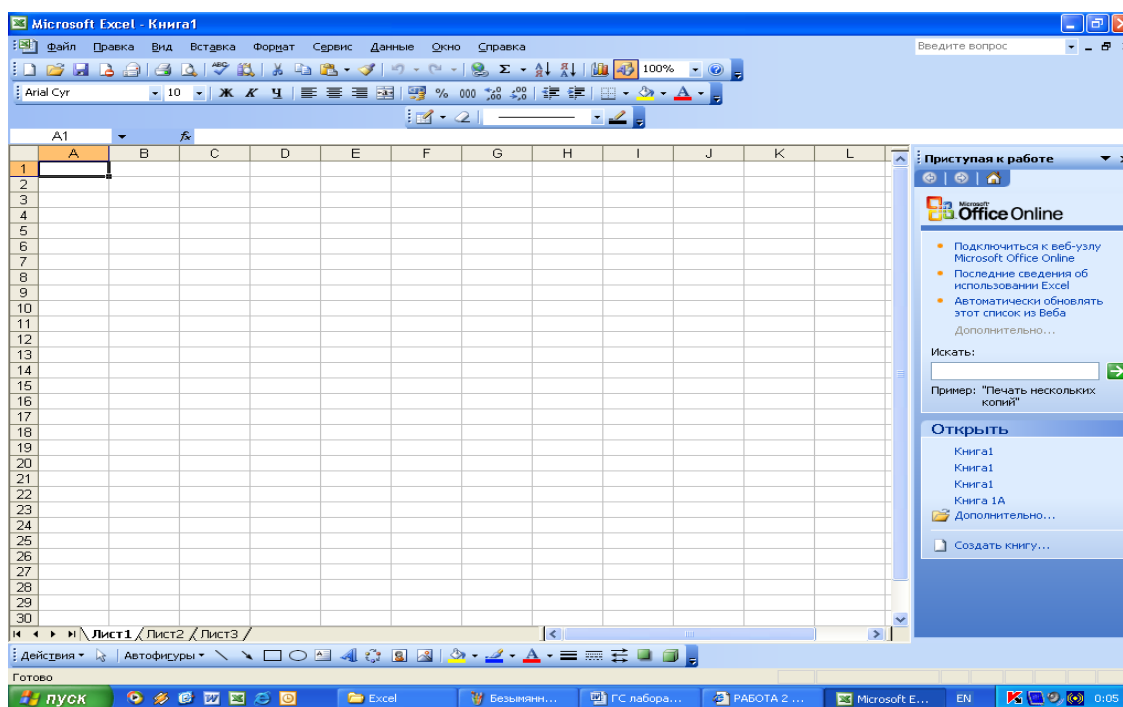 Microsoft Excel - Книга1
Файл Правка Вид Вставка Формат Сервис Данные Окно Справка Введите вопрос
100%
Arial Cyr 10 Ж К Ч % 000
A1 fx
A B C D E F G H I J K L
1
2
3
4
5
6
7
8
9
10
11
12
13
14
15
16
17
18
19
20
21
22
23
24
25
26
27
28
29
30
Приступая к работе
Microsoft
Office Online
Подключиться к веб-узлу
Microsoft Office Online
Последние сведения об
использовании Excel
Автоматически обновлять
этот список из Веба
Дополнительно...
Искать:
Пример: "Печать нескольких
копий"
Открыть
Книга1
Книга1
Книга1
Книга 1А
Дополнительно...
Создать книгу...
Лист1 Лист2 Лист3
Действия Автофигуры
Готово
пуск Excel Безымянн... ГС лабора... РАБОТА 2 ... Microsoft E... EN 0:05